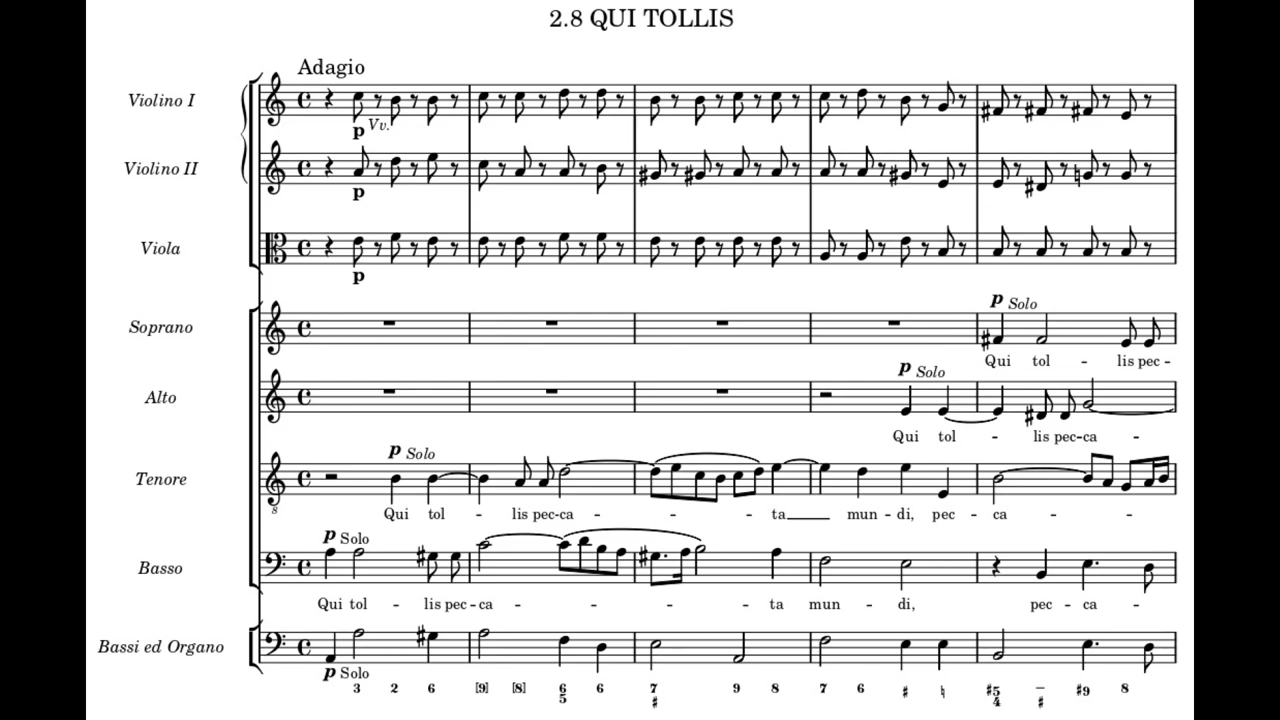 2.8 QUI TOLLIS
Adagio
Violino I
p Vv.
Violino II
p
Viola
p
Soprano
p Solo
Qui tol - lis pec -
Alto
p Solo
Qui tol - lis pec-ca -
Tenore
p Solo
8
Qui tol - lis pec-ca - - - ta mun - di, pec - ca - - -
Basso
p Solo
Qui tol - lis pec - ca - - - ta mun - di, pec - ca -
Bassi ed Organo
p Solo
3 2 6 [9] [8] 6 6 7 9 8 7 6 ♯ ♮ ♯5 – ♯9 8
5 ♯ 4 ♯